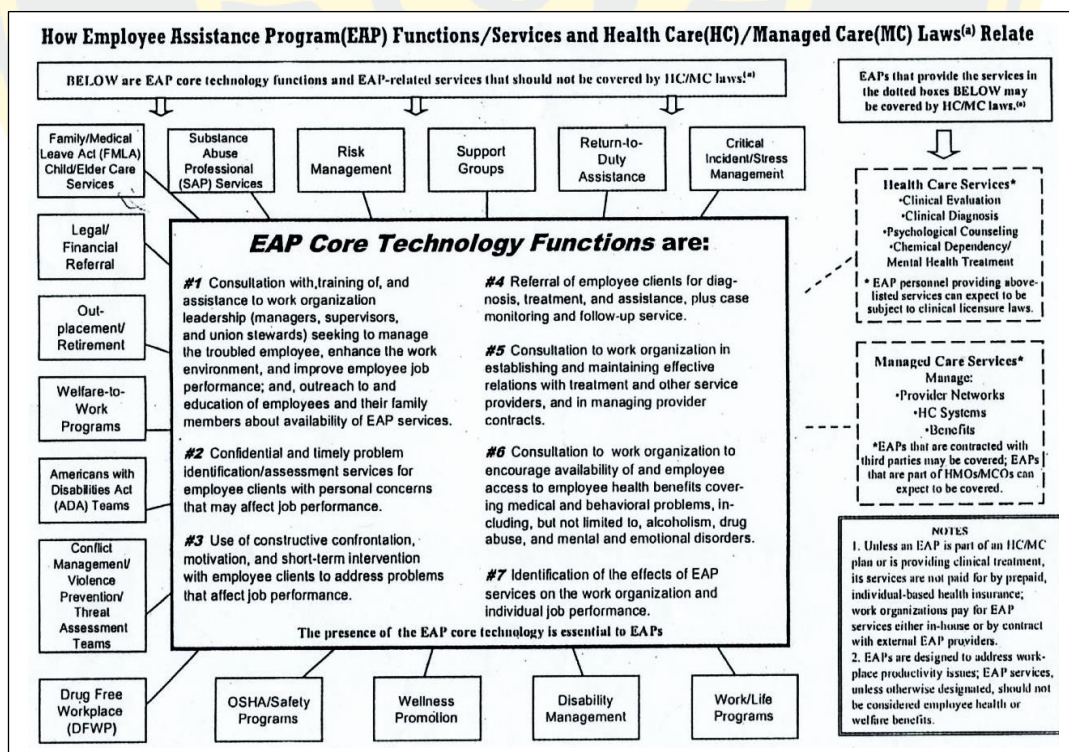 How Employee Assistance Program(EAP) Functions/Services and Health Care(HC)/Managed Care(MC) Laws(a) Relate
BELOW are EAP core technology functions and EAP-related services that should not be covered by HC/MC laws!(a)
EAPs that provide the services in
the dotted boxes BELOW may
be covered by HC/MC laws.(a)
Family/Medical
Leave Act (FMLA)
Child/Elder Care
Services
Substance
Abuse
Professional
(SAP) Services
Risk
Management
Support
Groups
Return-to-
Duty
Assistance
Critical
Incident/Stress
Management
Legal/
Financial
Referral
Out-
placement/
Retirement
Welfare-to-
Work
Programs
Americans with
Disabilities Act
(ADA) Teams
Conflict
Management/
Violence
Prevention/
Threat
Assessment
Teams
Drug Free
Workplace
(DFWP)
EAP Core Technology Functions are:
#1 Consultation with,training of, and
assistance to work organization
leadership (managers, supervisors,
and union stewards) seeking to manage
the troubled employee, enhance the work
environment, and improve employee job
performance; and, outreach to and
education of employees and their family
members about availability of EAP services.
#2 Confidential and timely problem
identification/assessment services for
employee clients with personal concerns
that may affect job performance.
#3 Use of constructive confrontation,
motivation, and short-term intervention
with employee clients to address problems
that affect job performance.
#4 Referral of employee clients for diag-
nosis, treatment, and assistance, plus case
monitoring and follow-up service.
#5 Consultation to work organization in
establishing and maintaining effective
relations with treatment and other service
providers, and in managing provider
contracts.
#6 Consultation to work organization to
encourage availability of and employee
access to employee health benefits cover-
ing medical and behavioral problems, in-
cluding, but not limited to, alcoholism, drug
abuse, and mental and emotional disorders.
#7 Identification of the effects of EAP
services on the work organization and
individual job performance.
The presence of the EAP core technology is essential to EAPs
OSHA/Safety
Programs
Wellness
Promotion
Disability
Management
Work/Life
Programs
Health Care Services*
•Clinical Evaluation
•Clinical Diagnosis
•Psychological Counseling
•Chemical Dependency/
Mental Health Treatment
* EAP personnel providing above-
listed services can expect to be
subject to clinical licensure laws.
Managed Care Services*
Manage:
•Provider Networks
•HC Systems
•Benefits
*EAPs that are contracted with
third parties may be covered; EAPs
that are part of HMOs/MCOs can
expect to be covered.
NOTES
1. Unless an EAP is part of an HC/MC
plan or is providing clinical treatment,
its services are not paid for by prepaid,
individual-based health insurance;
work organizations pay for EAP
services either in-house or by contract
with external EAP providers.
2. EAPs are designed to address work-
place productivity issues; EAP services,
unless otherwise designated, should not
be considered employee health or
welfare benefits.